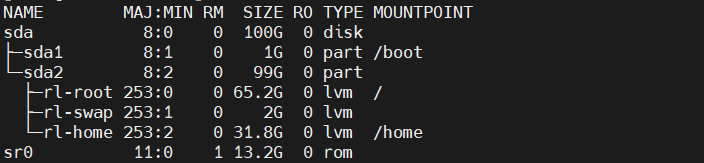 NAME        MAJ:MIN RM  SIZE RO TYPE MOUNTPOINT
sda           8:0    0  100G  0 disk
├─sda1        8:1    0    1G  0 part /boot
└─sda2        8:2    0   99G  0 part
  ├─rl-root 253:0    0 65.2G  0 lvm  /
  ├─rl-swap 253:1    0    2G  0 lvm
  └─rl-home 253:2    0 31.8G  0 lvm  /home
sr0          11:0    1 13.2G  0 rom